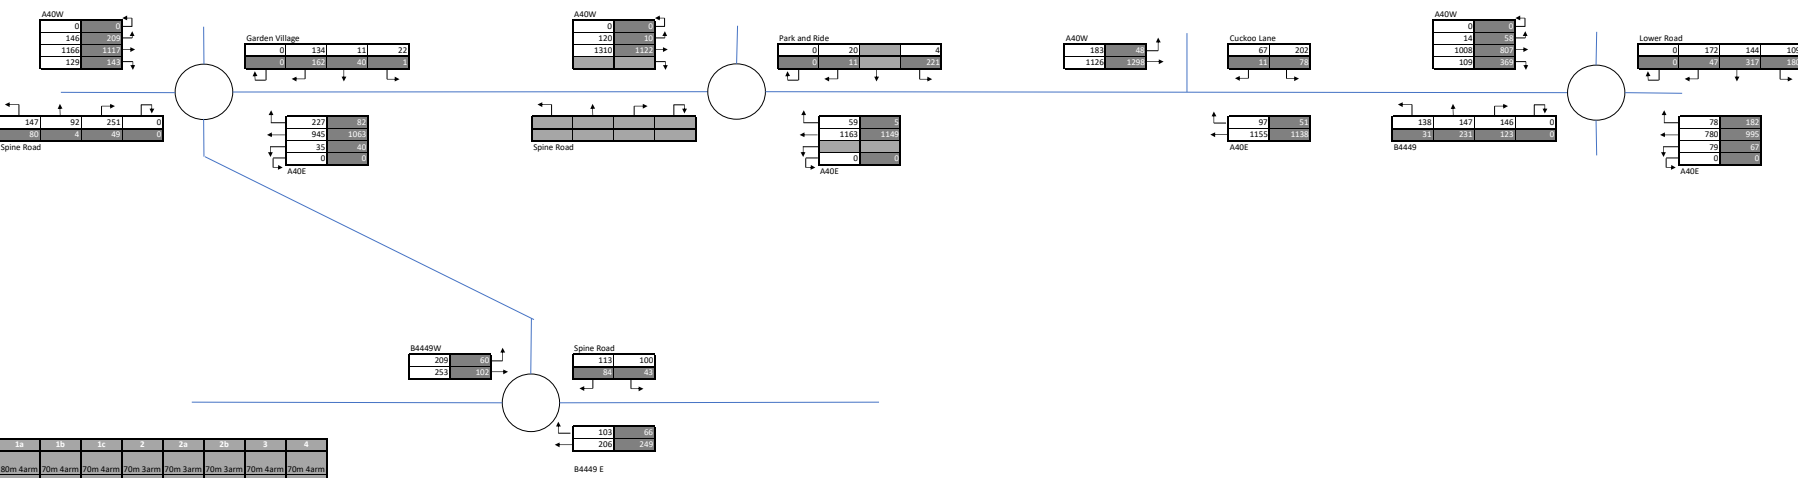 A40W
0 0
146 209
1166 1117
129 143
Garden Village
0 134 11 22
0 162 40 1
147 92 251 0
80 4 49 0
Spine Road
227 82
945 1063
35 40
0 0
A40E
A40W
0 0
120 10
1310 1122
Spine Road
Park and Ride
0 20 4
0 11 221
59 5
1163 1149
0 0
A40E
A40W
183 48
1126 1298
Cuckoo Lane
67 202
11 78
97 51
1155 1138
A40E
A40W
0 0
14 58
1008 807
109 369
Lower Road
0 172 144 109
0 47 317 180
138 147 146 0
31 231 123 0
B4449
78 182
780 995
79 67
0 0
A40E
B4449W
209 60
253 102
Spine Road
113 100
84 43
103 66
206 249
B4449 E
1a 1b 1c 2 2a 2b 3 4
80m 4arm 70m 4arm 70m 4arm 70m 3arm 70m 3arm 70m 3arm 70m 4arm 70m 4arm